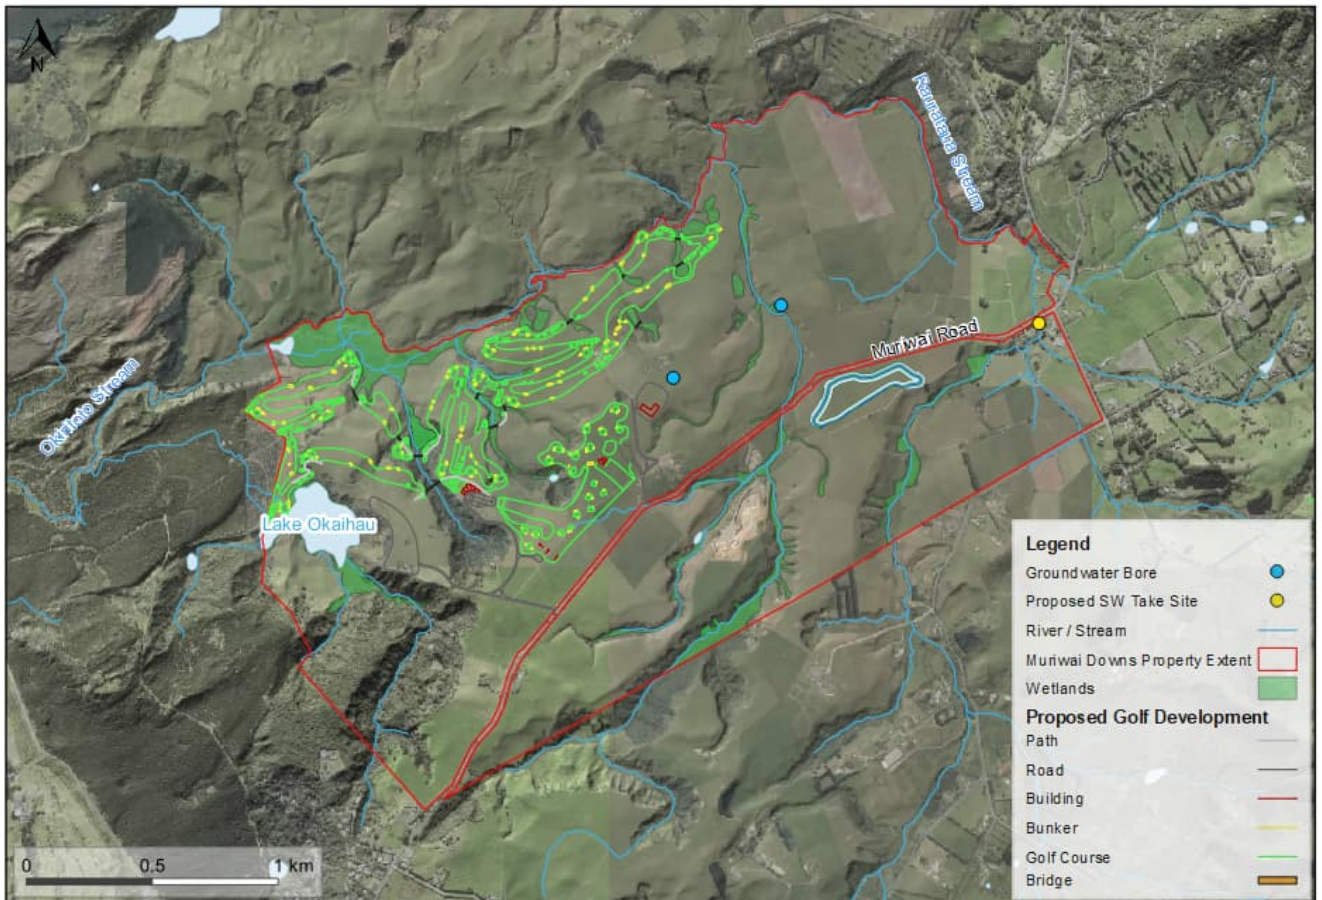 N
Raurataua Stream
Muriwai Road
Okiritoto Stream
Lake Okaihau
Legend
Groundwater Bore
Proposed SW Take Site
River / Stream
Muriwai Downs Property Extent
Wetlands
Proposed Golf Development
Path
Road
Building
Bunker
Golf Course
Bridge
0 0.5 1 km